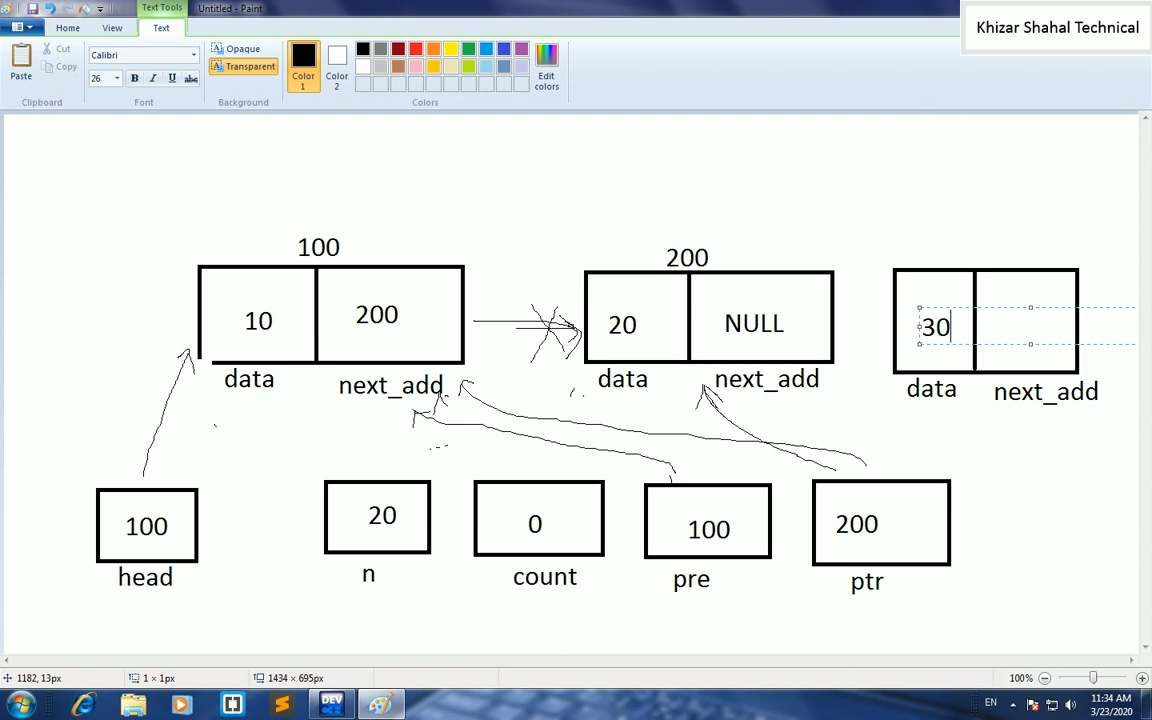 Text Tools
Untitled - Paint
Khizar Shahal Technical
Home
View
Text
Paste
Cut
Copy
Clipboard
Calibri
26
B I U abc
Font
Opaque
Transparent
Background
Color 1
Color 2
Edit colors
Colors
100
200
10
200
20
NULL
30
data
next_add
data
next_add
data
next_add
100
20
0
100
200
head
n
count
pre
ptr
1182, 13px
1 × 1px
1434 × 695px
100%
DEV
EN
11:34 AM
3/23/2020